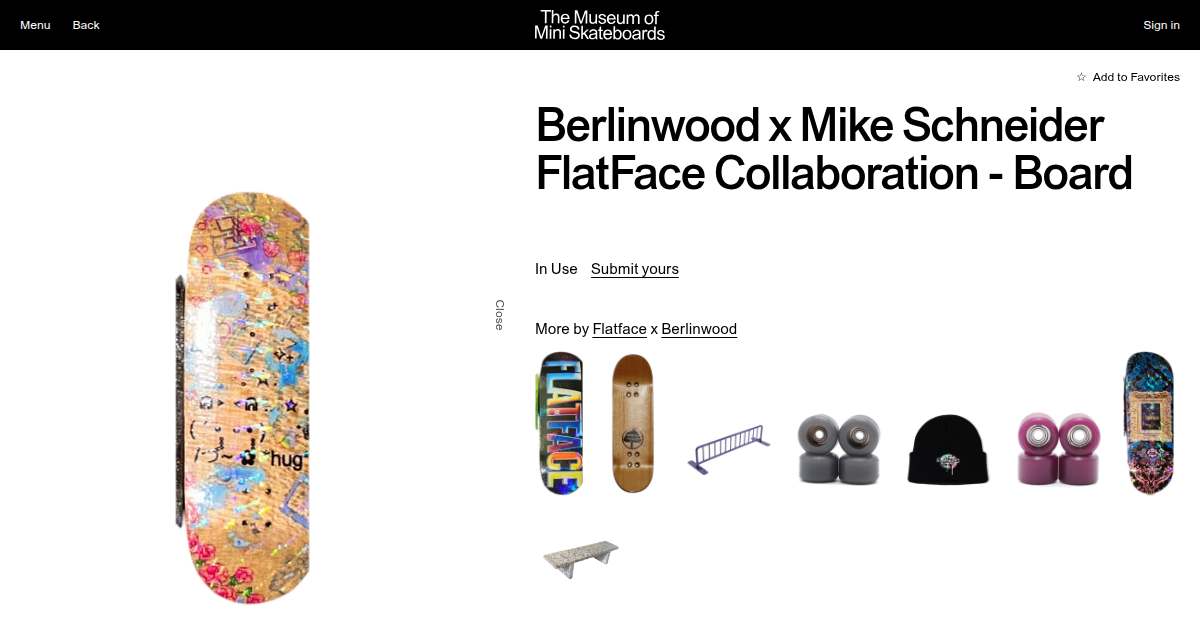 Menu
Back
The Museum of
Mini Skateboards
Sign in
☆ Add to Favorites
Berlinwood x Mike Schneider
FlatFace Collaboration - Board
In Use Submit yours
Close
More by Flatface x Berlinwood
hug
FLATFACE